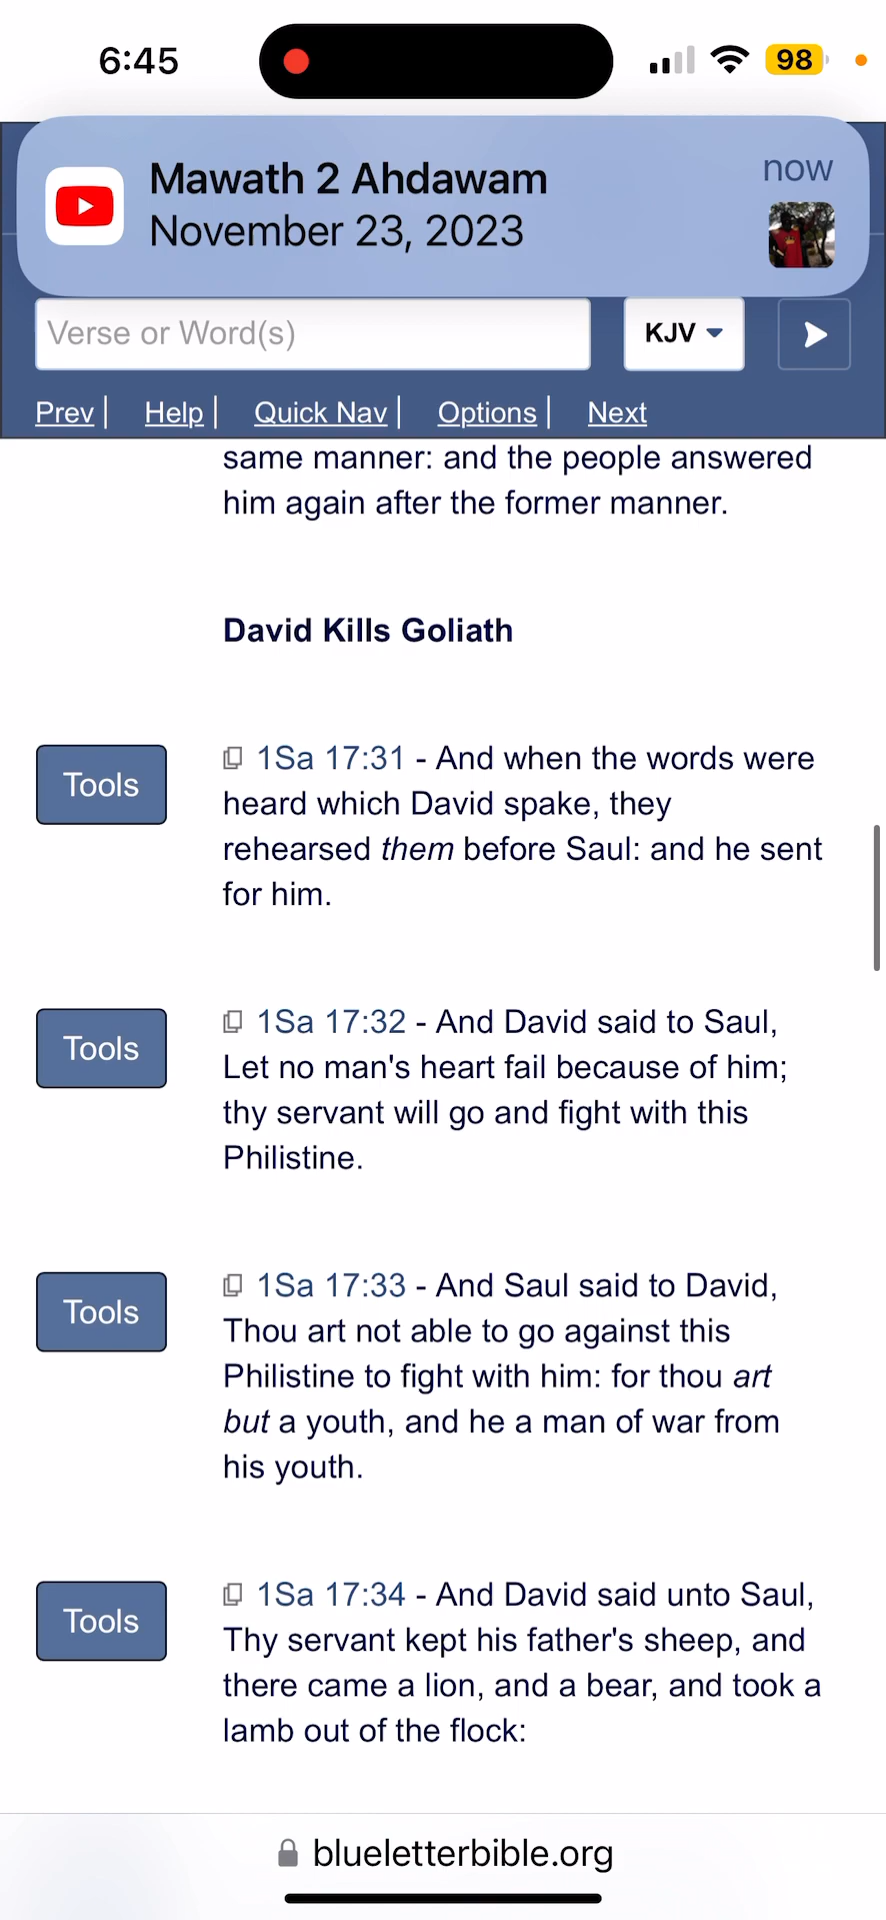 6:45
98
Mawath 2 Ahdawam
now
November 23, 2023
Verse or Word(s)
KJV
Prev | Help | Quick Nav | Options | Next
same manner: and the people answered
him again after the former manner.
David Kills Goliath
Tools
1Sa 17:31 - And when the words were
heard which David spake, they
rehearsed them before Saul: and he sent
for him.
Tools
1Sa 17:32 - And David said to Saul,
Let no man's heart fail because of him;
thy servant will go and fight with this
Philistine.
Tools
1Sa 17:33 - And Saul said to David,
Thou art not able to go against this
Philistine to fight with him: for thou art
but a youth, and he a man of war from
his youth.
Tools
1Sa 17:34 - And David said unto Saul,
Thy servant kept his father's sheep, and
there came a lion, and a bear, and took a
lamb out of the flock:
blueletterbible.org